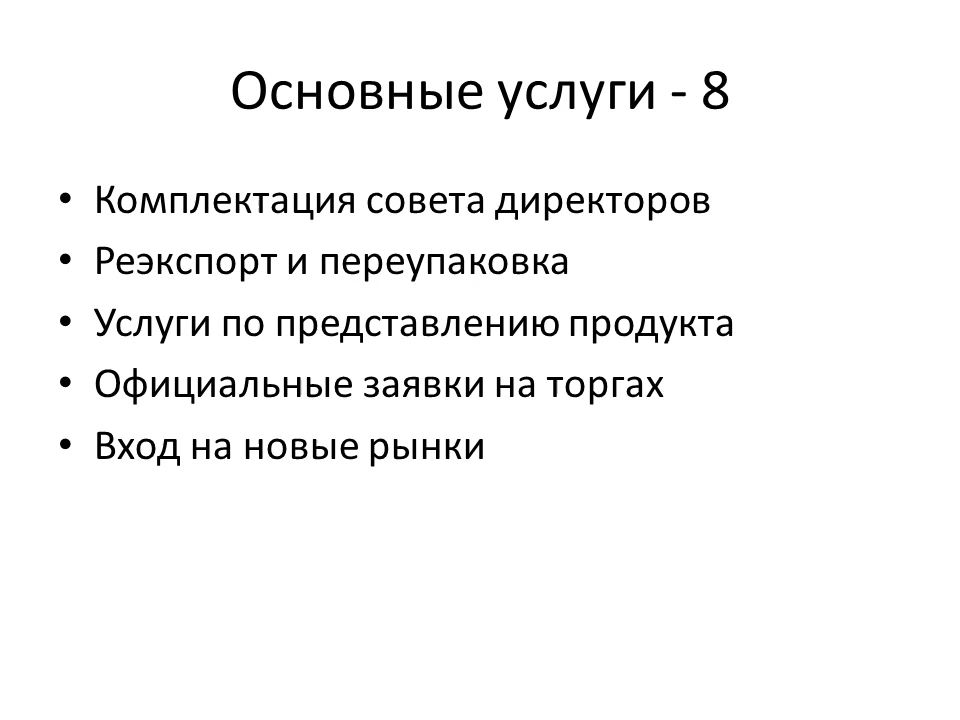 Основные услуги - 8
• Комплектация совета директоров
• Реэкспорт и переупаковка
• Услуги по представлению продукта
• Официальные заявки на торгах
• Вход на новые рынки